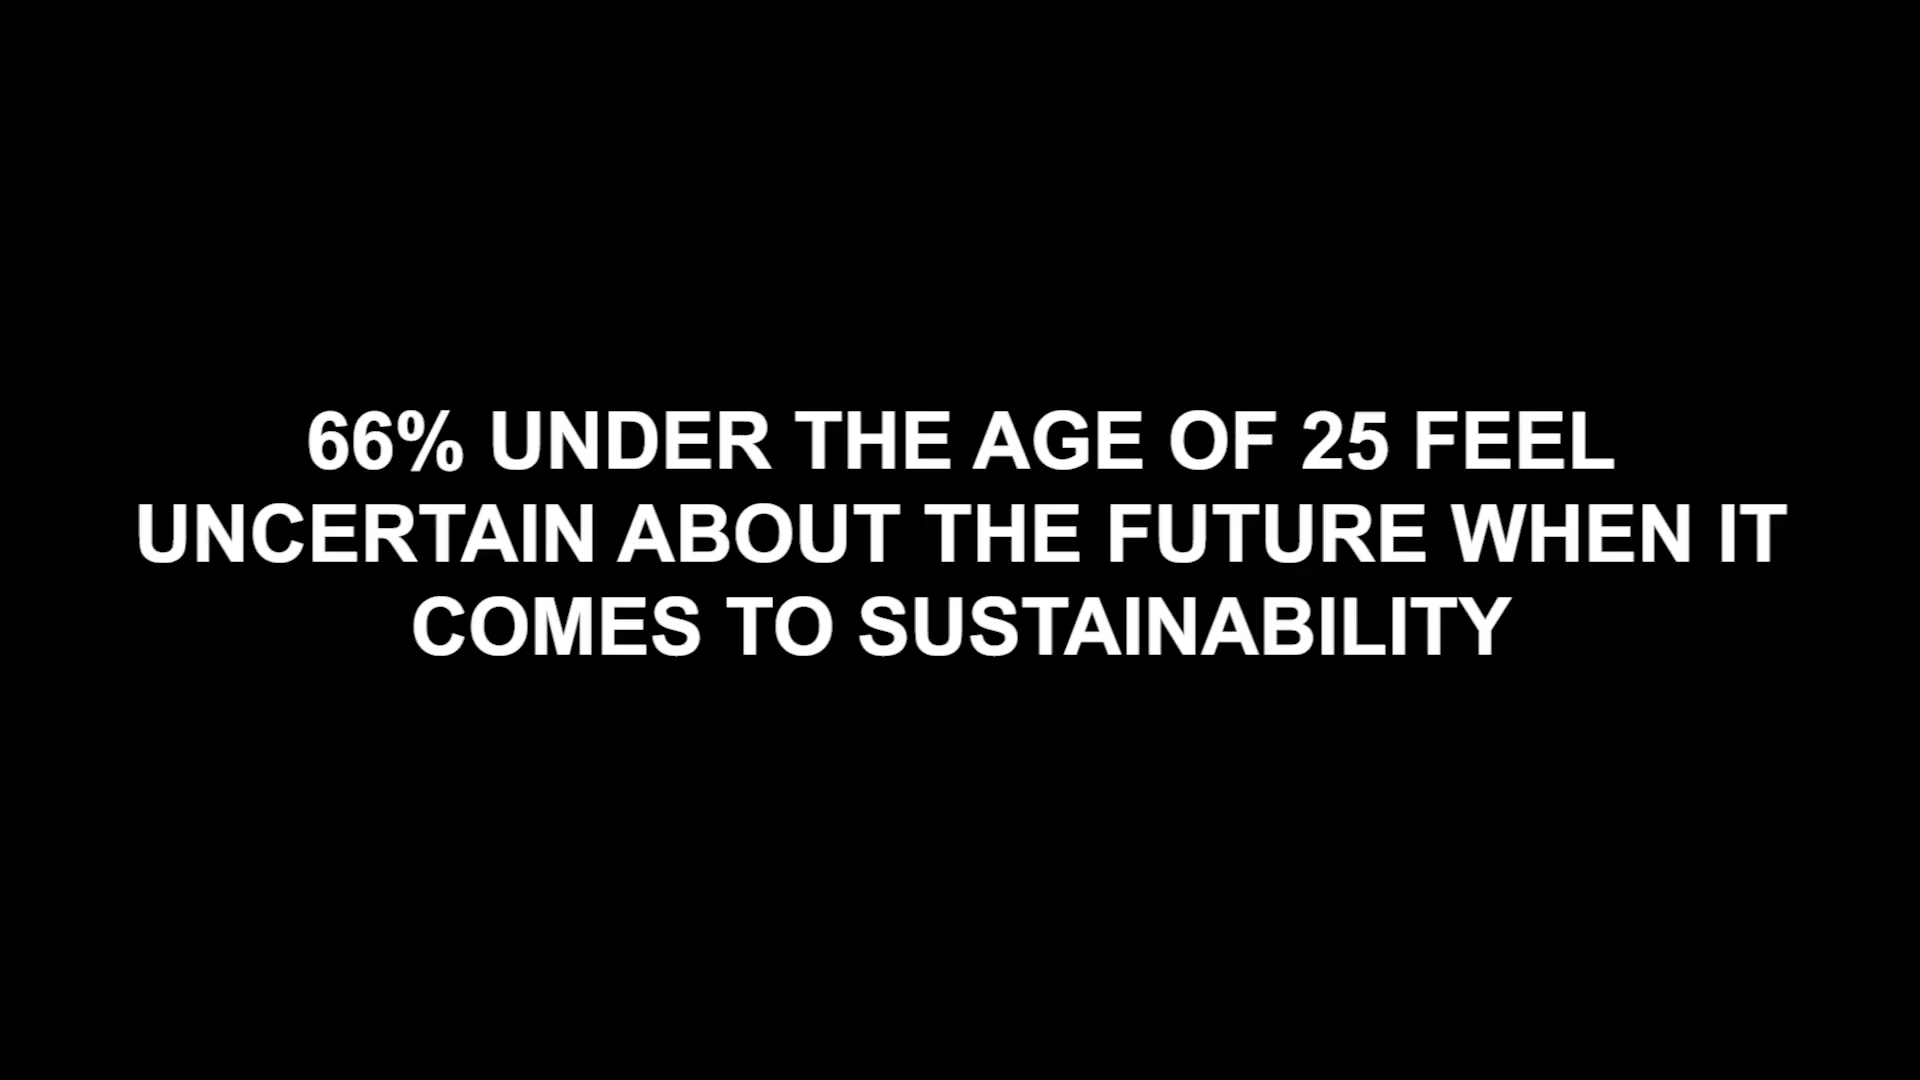 66% UNDER THE AGE OF 25 FEEL
UNCERTAIN ABOUT THE FUTURE WHEN IT
COMES TO SUSTAINABILITY